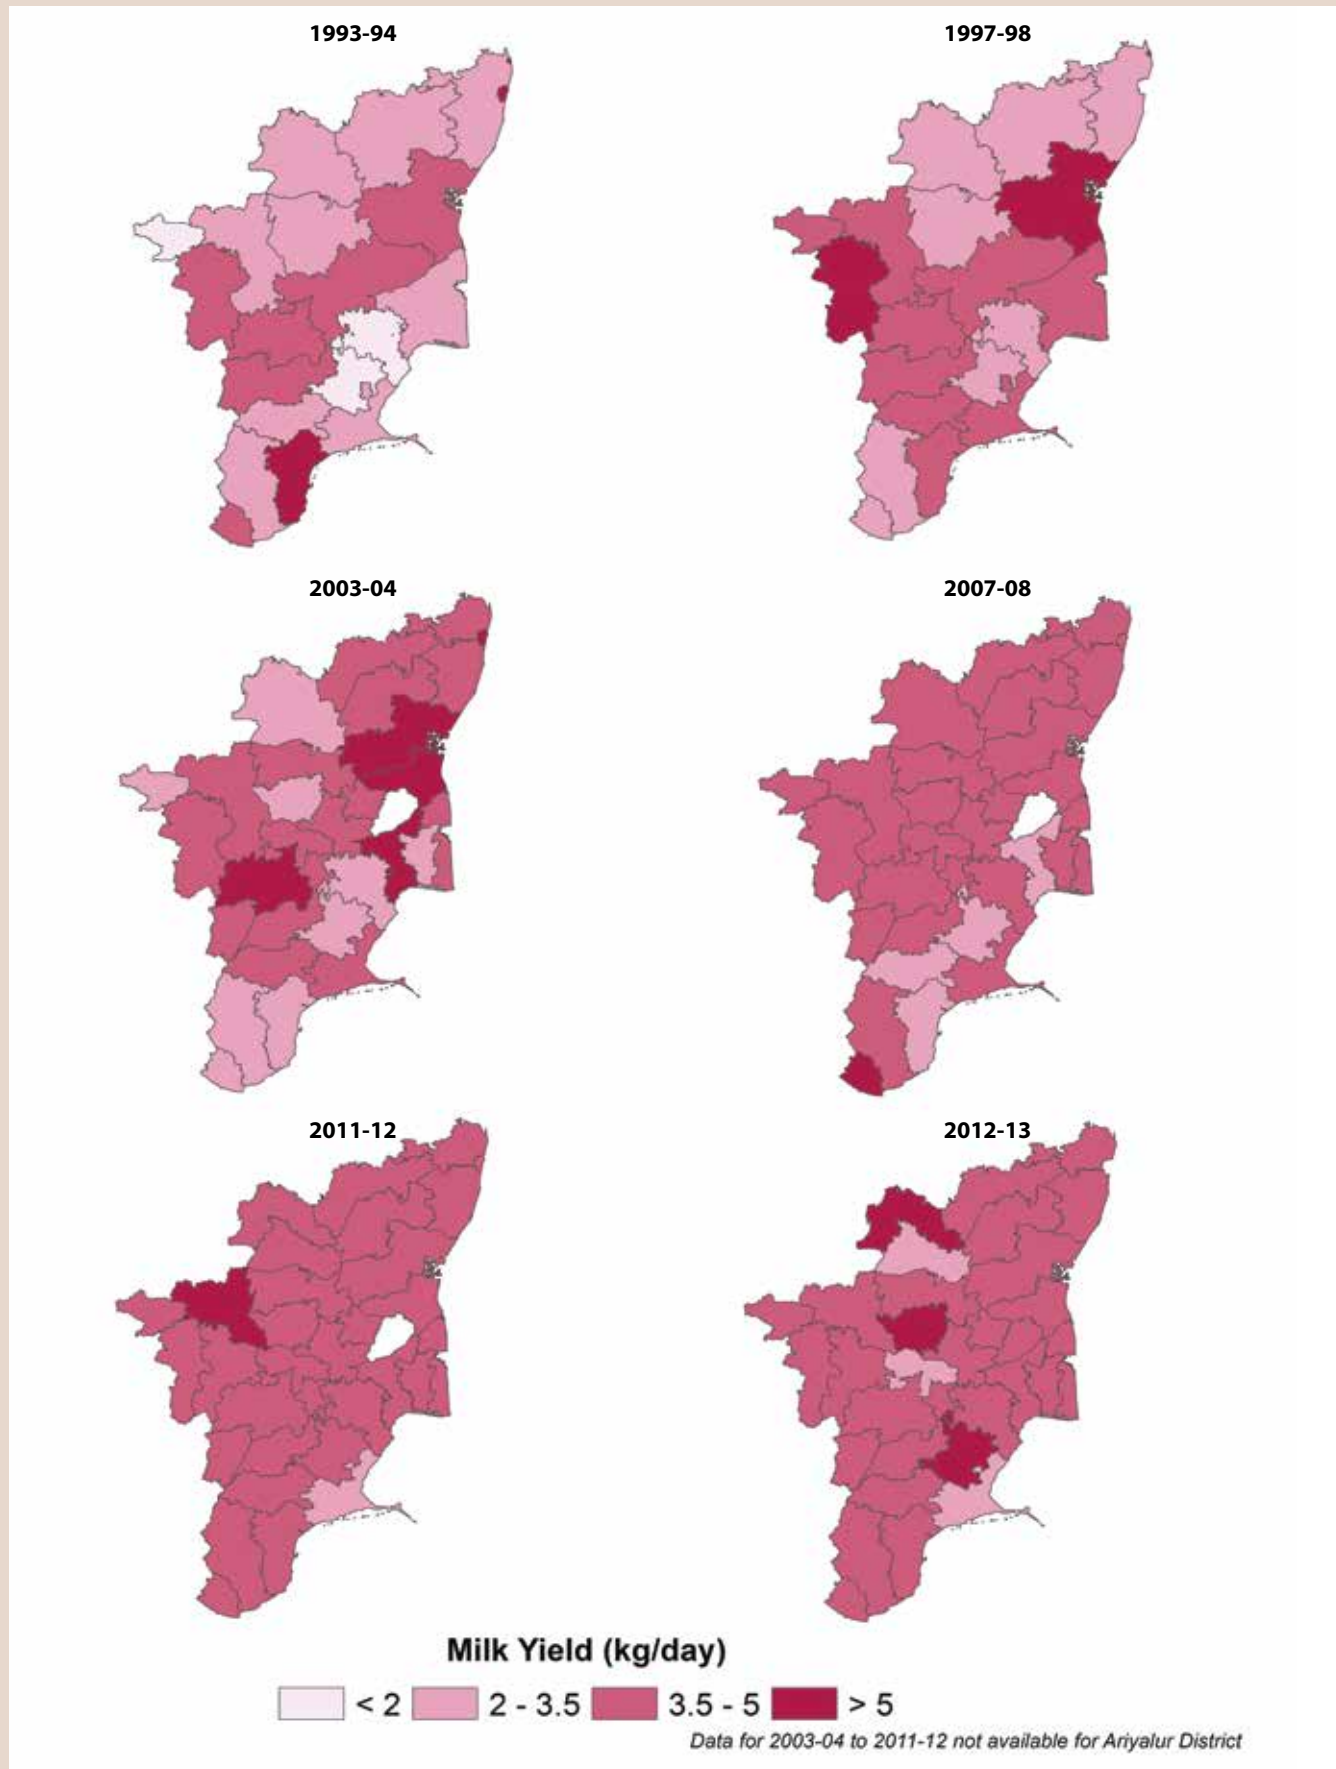 1993-94
1997-98
2003-04
2007-08
2011-12
2012-13
Milk Yield (kg/day)
< 2
2 - 3.5
3.5 - 5
> 5
Data for 2003-04 to 2011-12 not available for Ariyalur District